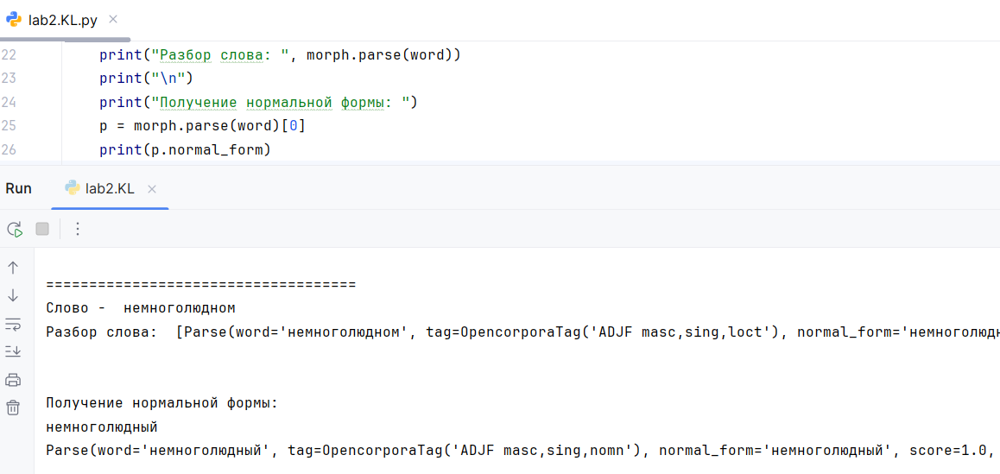 lab2.KL.py
22 print("Разбор слова: ", morph.parse(word))
23 print("\n")
24 print("Получение нормальной формы: ")
25 p = morph.parse(word)[0]
26 print(p.normal_form)
Run lab2.KL
====================================
Слово -  немноголюдном
Разбор слова:  [Parse(word='немноголюдном', tag=OpencorporaTag('ADJF masc,sing,loct'), normal_form='немноголюдн
Получение нормальной формы:
немноголюдный
Parse(word='немноголюдный', tag=OpencorporaTag('ADJF masc,sing,nomn'), normal_form='немноголюдный', score=1.0,